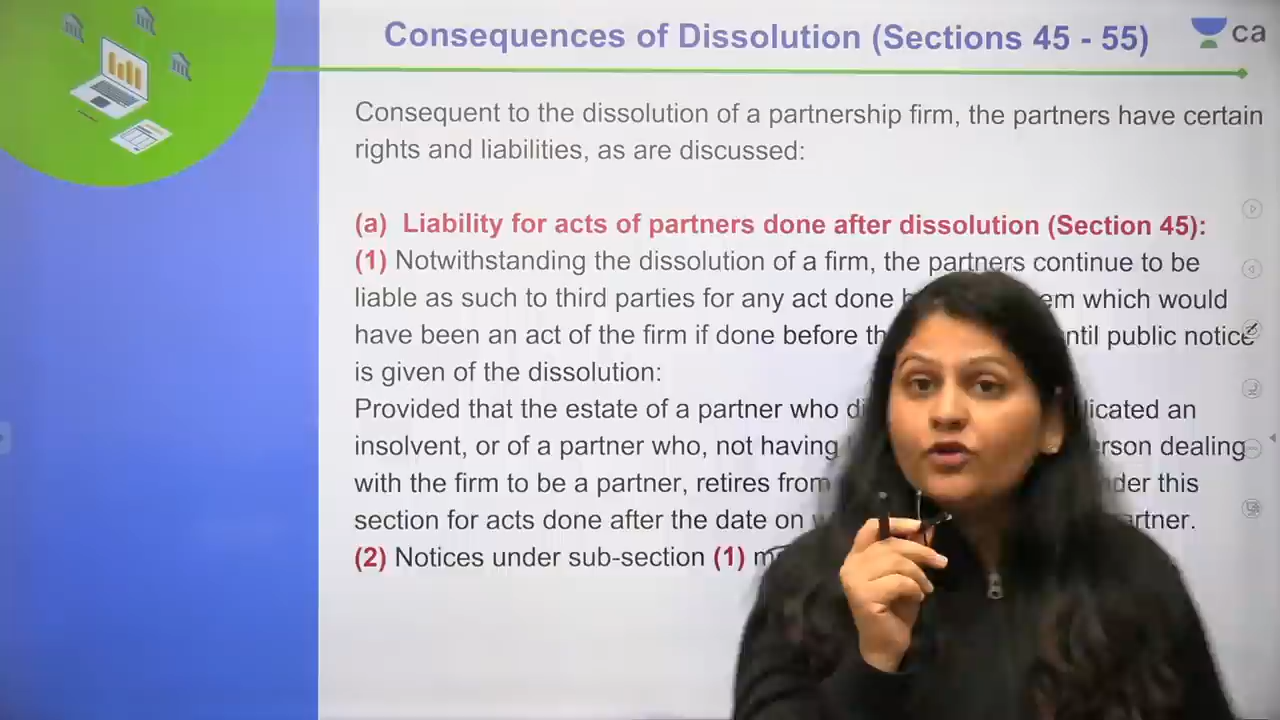 Consequences of Dissolution (Sections 45 - 55)
ca
Consequent to the dissolution of a partnership firm, the partners have certain
rights and liabilities, as are discussed:
(a) Liability for acts of partners done after dissolution (Section 45):
(1) Notwithstanding the dissolution of a firm, the partners continue to be
liable as such to third parties for any act done em which would
have been an act of the firm if done before ntil public notice
is given of the dissolution:
Provided that the estate of a partner who licated an
insolvent, or of a partner who, not having erson dealing
with the firm to be a partner, retires from der this
section for acts done after the date on artner.
(2) Notices under sub-section (1)